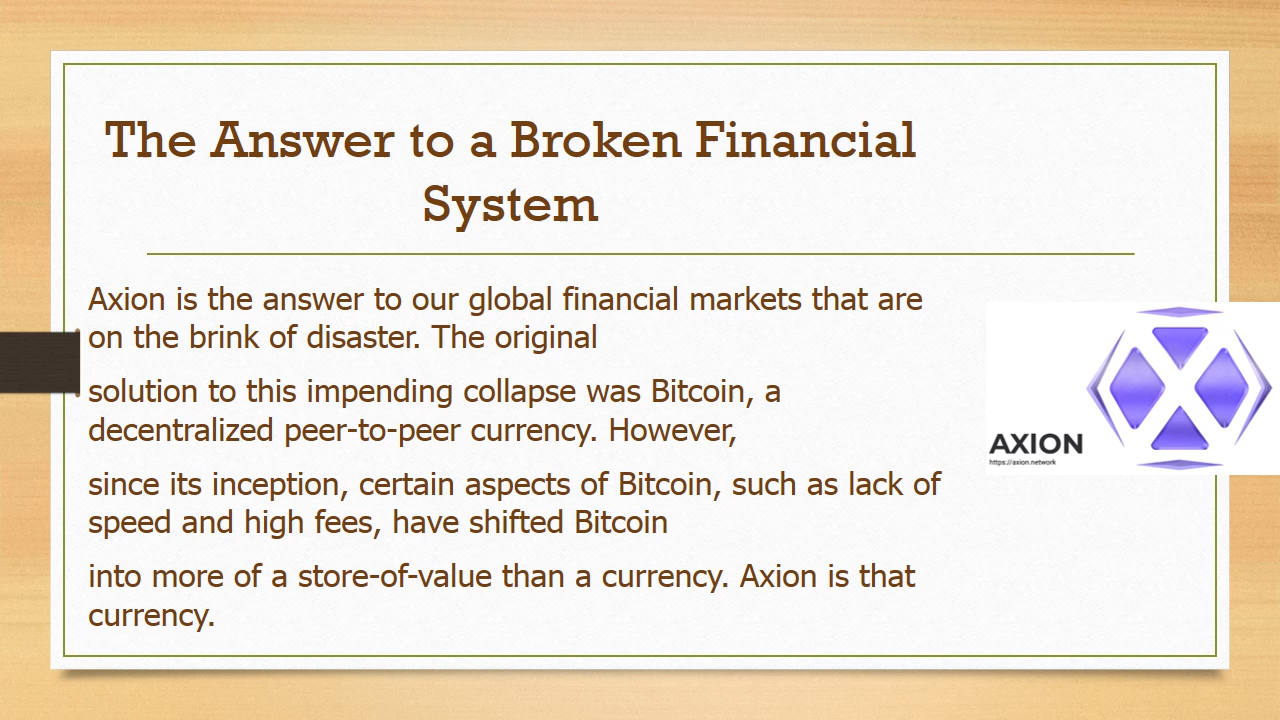 The Answer to a Broken Financial
System
Axion is the answer to our global financial markets that are
on the brink of disaster. The original
solution to this impending collapse was Bitcoin, a
decentralized peer-to-peer currency. However,
since its inception, certain aspects of Bitcoin, such as lack of
speed and high fees, have shifted Bitcoin
into more of a store-of-value than a currency. Axion is that
currency.
AXION
https://axion.network